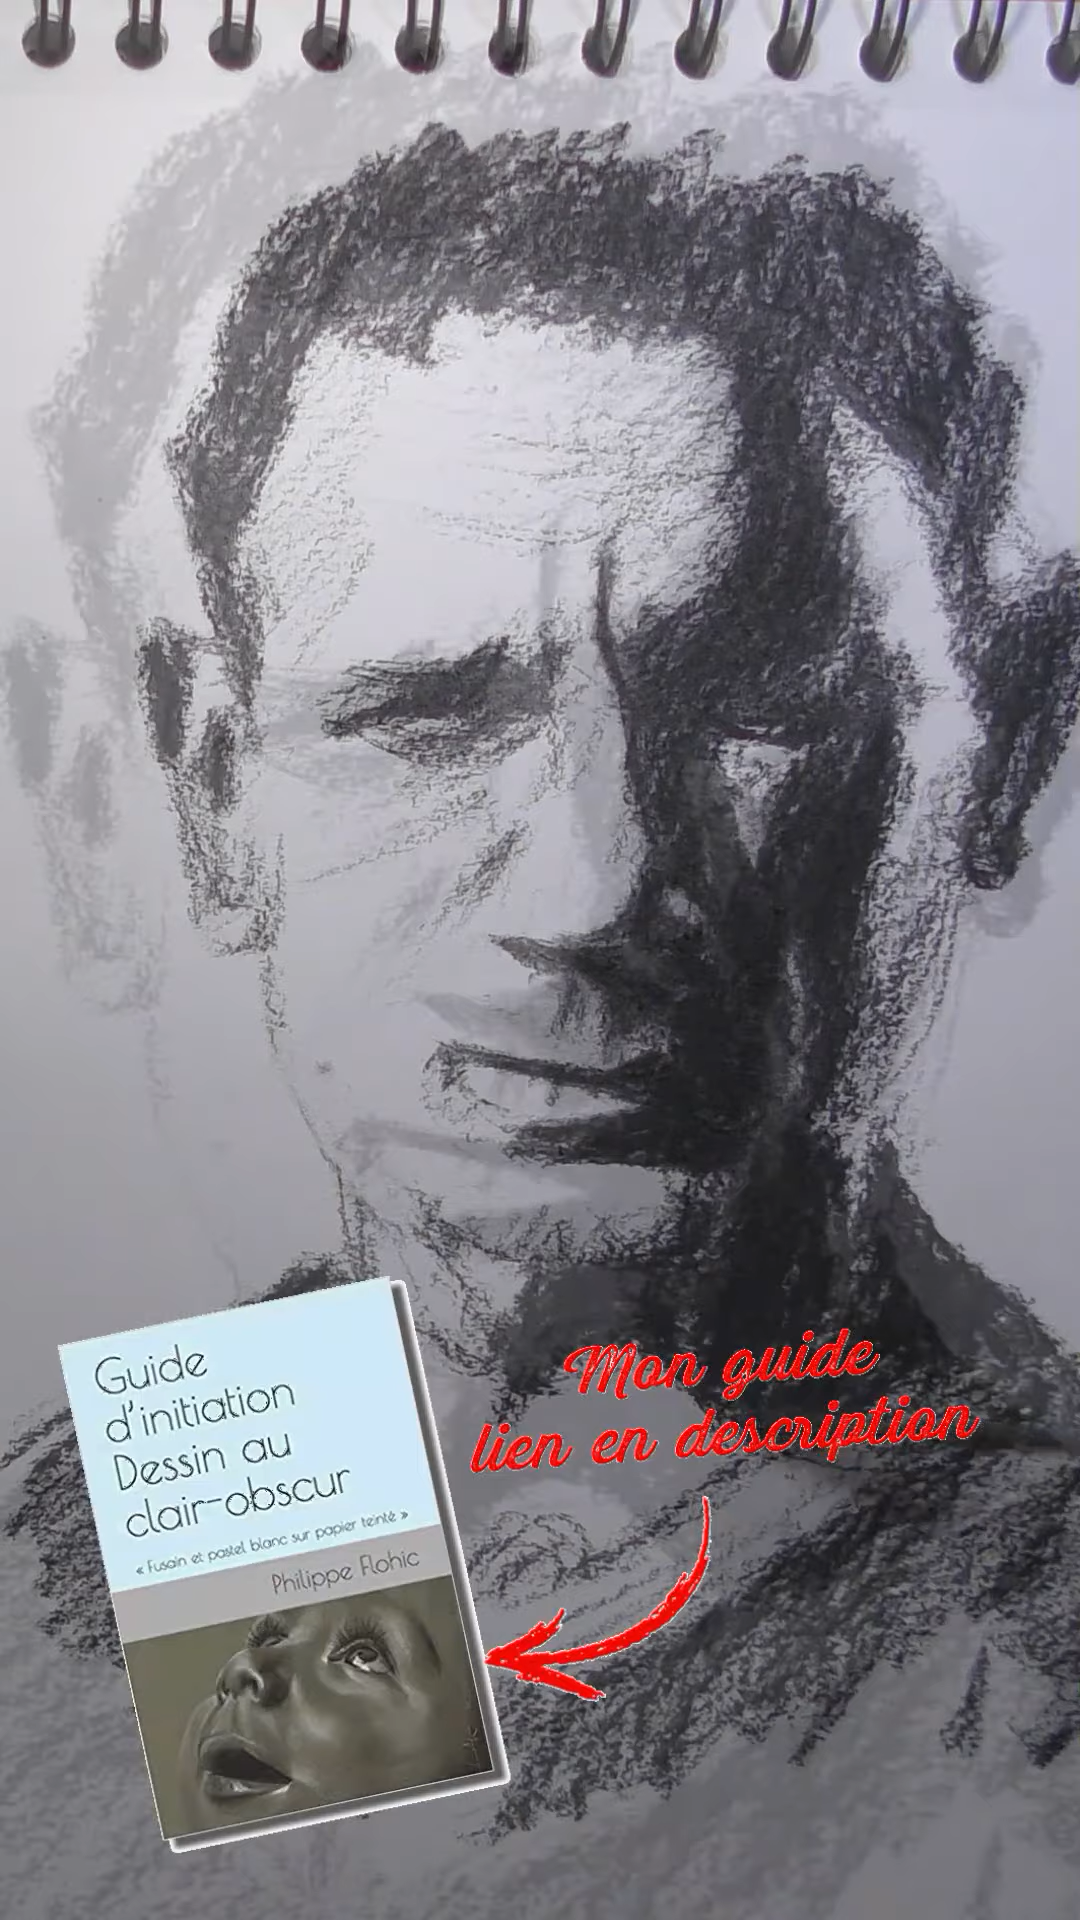 Guide
d'initiation
Dessin au
clair-obscur
« Fusain et pastel blanc sur papier teinté »
Philippe Flohic
Mon guide
lien en description